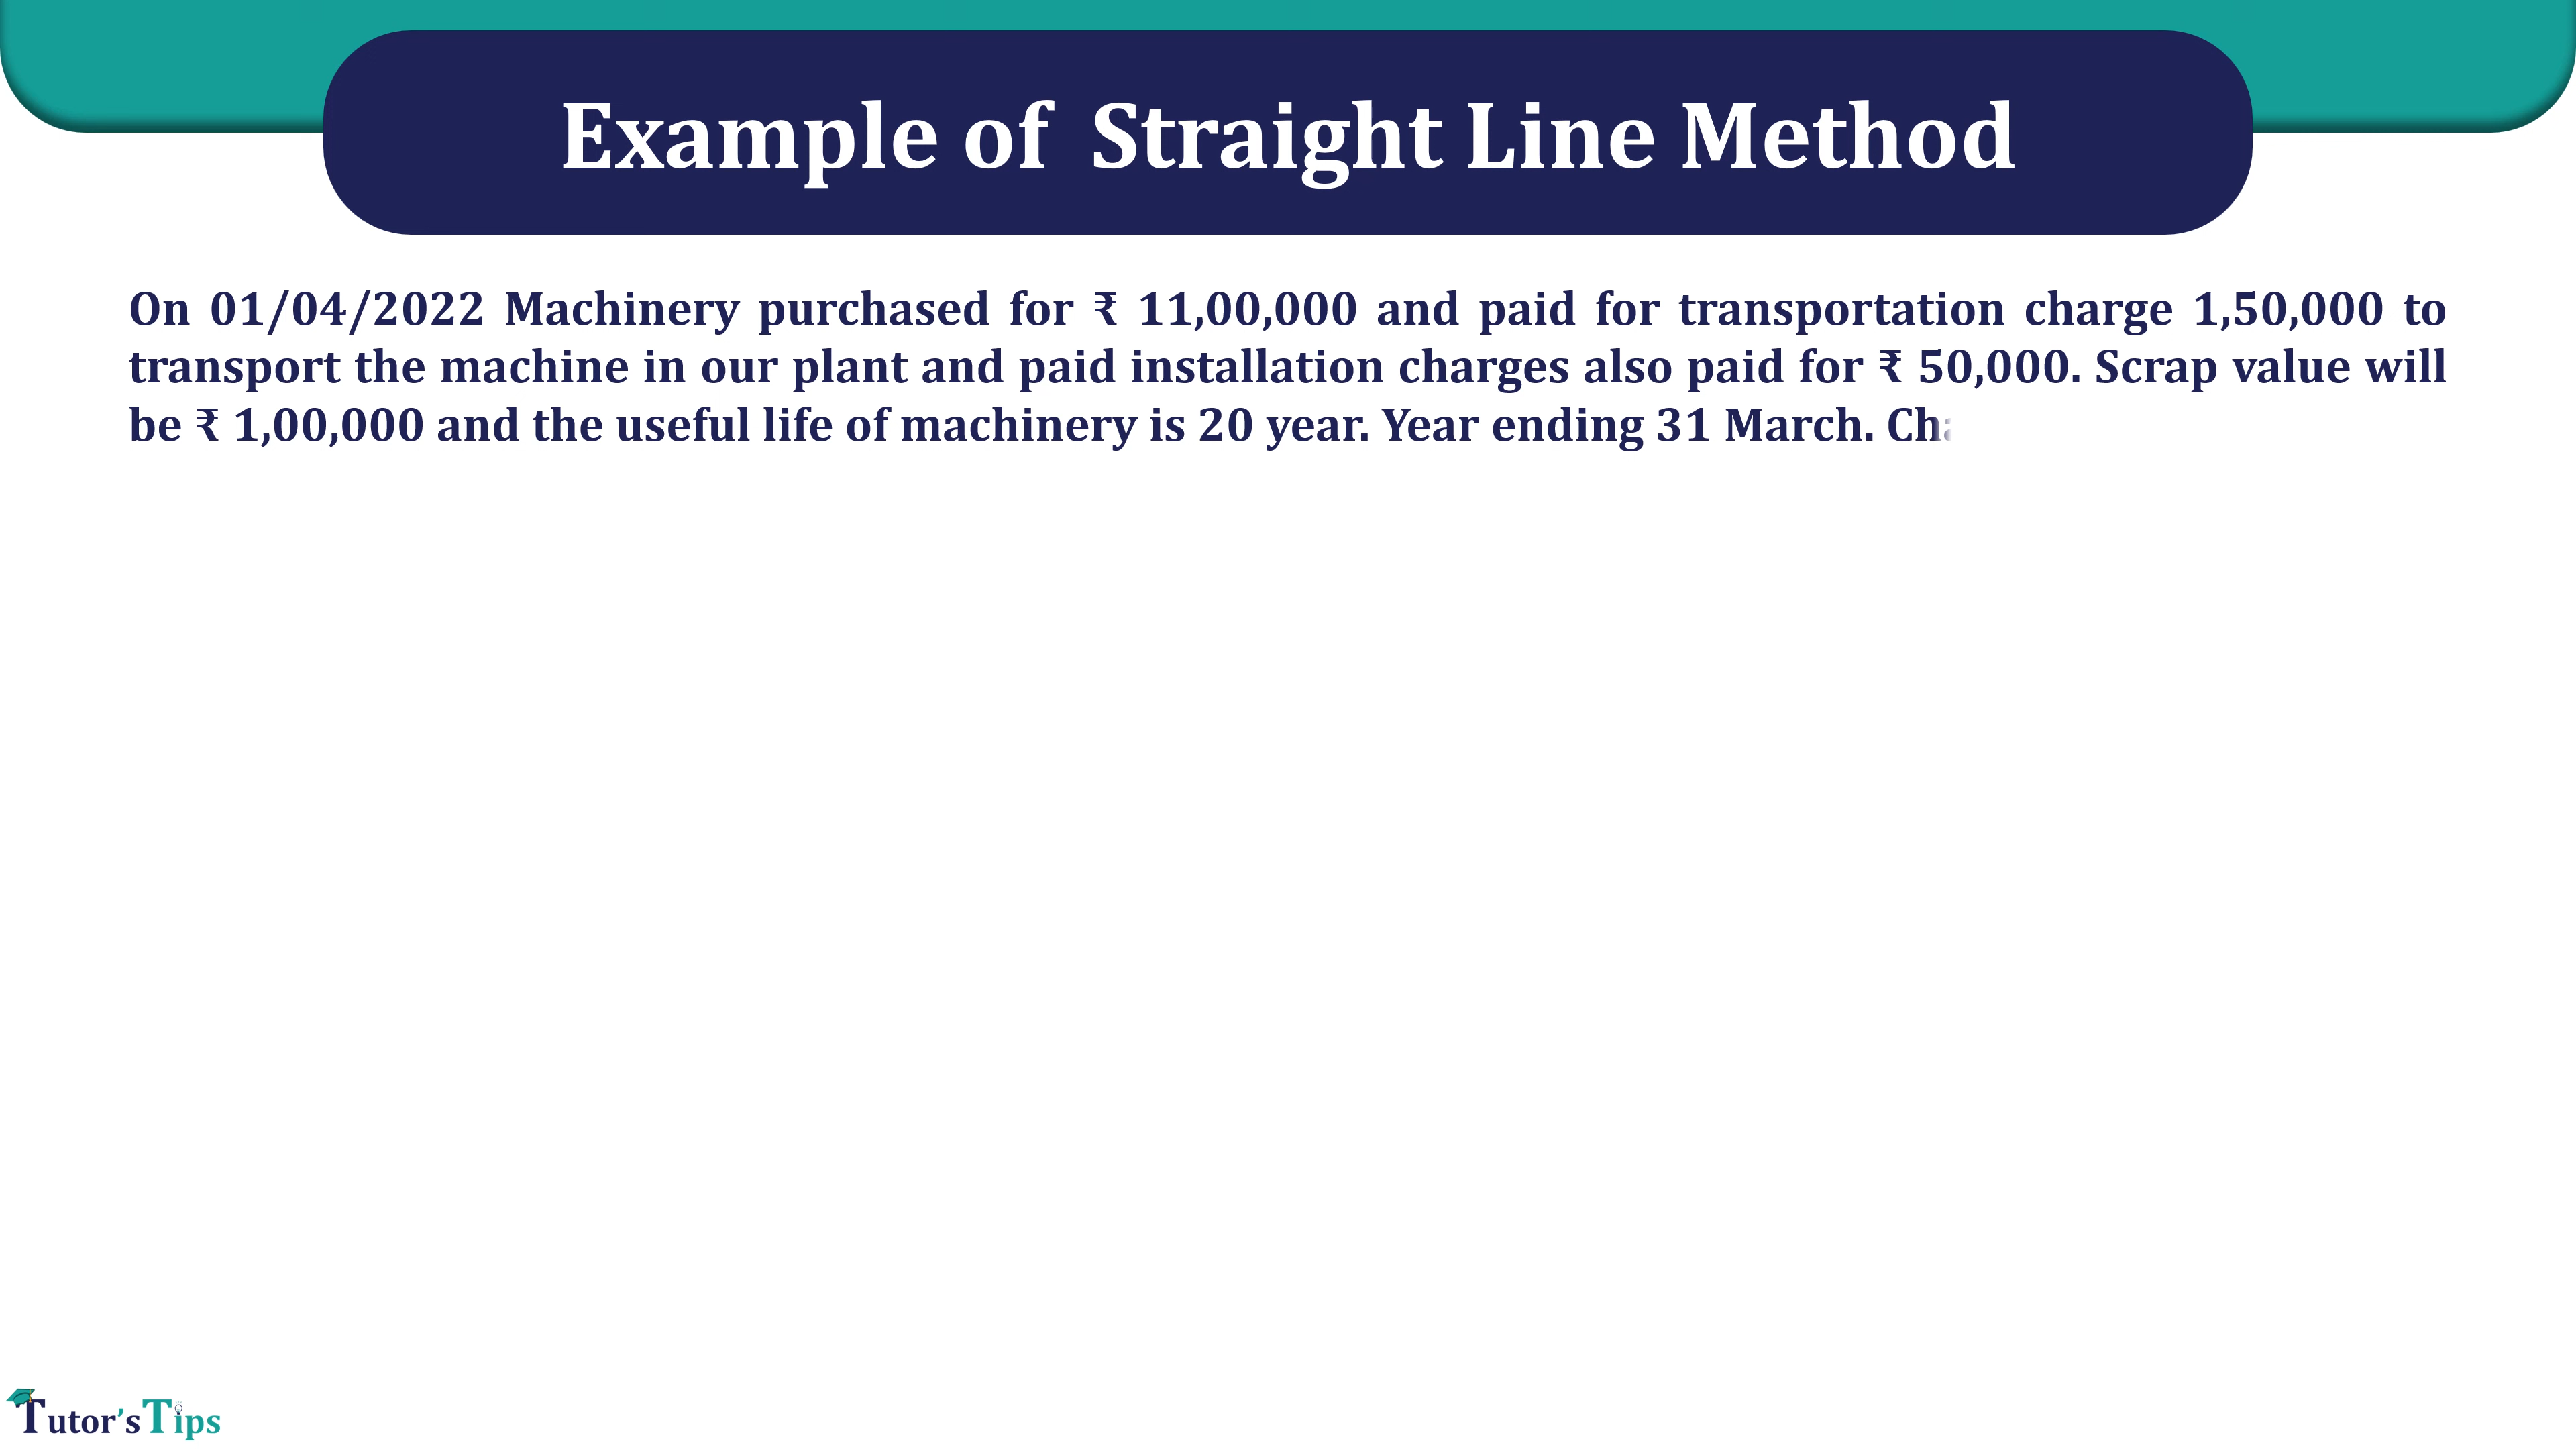 Example of Straight Line Method
On 01/04/2022 Machinery purchased for ₹ 11,00,000 and paid for transportation charge 1,50,000 to
transport the machine in our plant and paid installation charges also paid for ₹ 50,000. Scrap value will
be ₹ 1,00,000 and the useful life of machinery is 20 year. Year ending 31 March.
Tutor'sTips